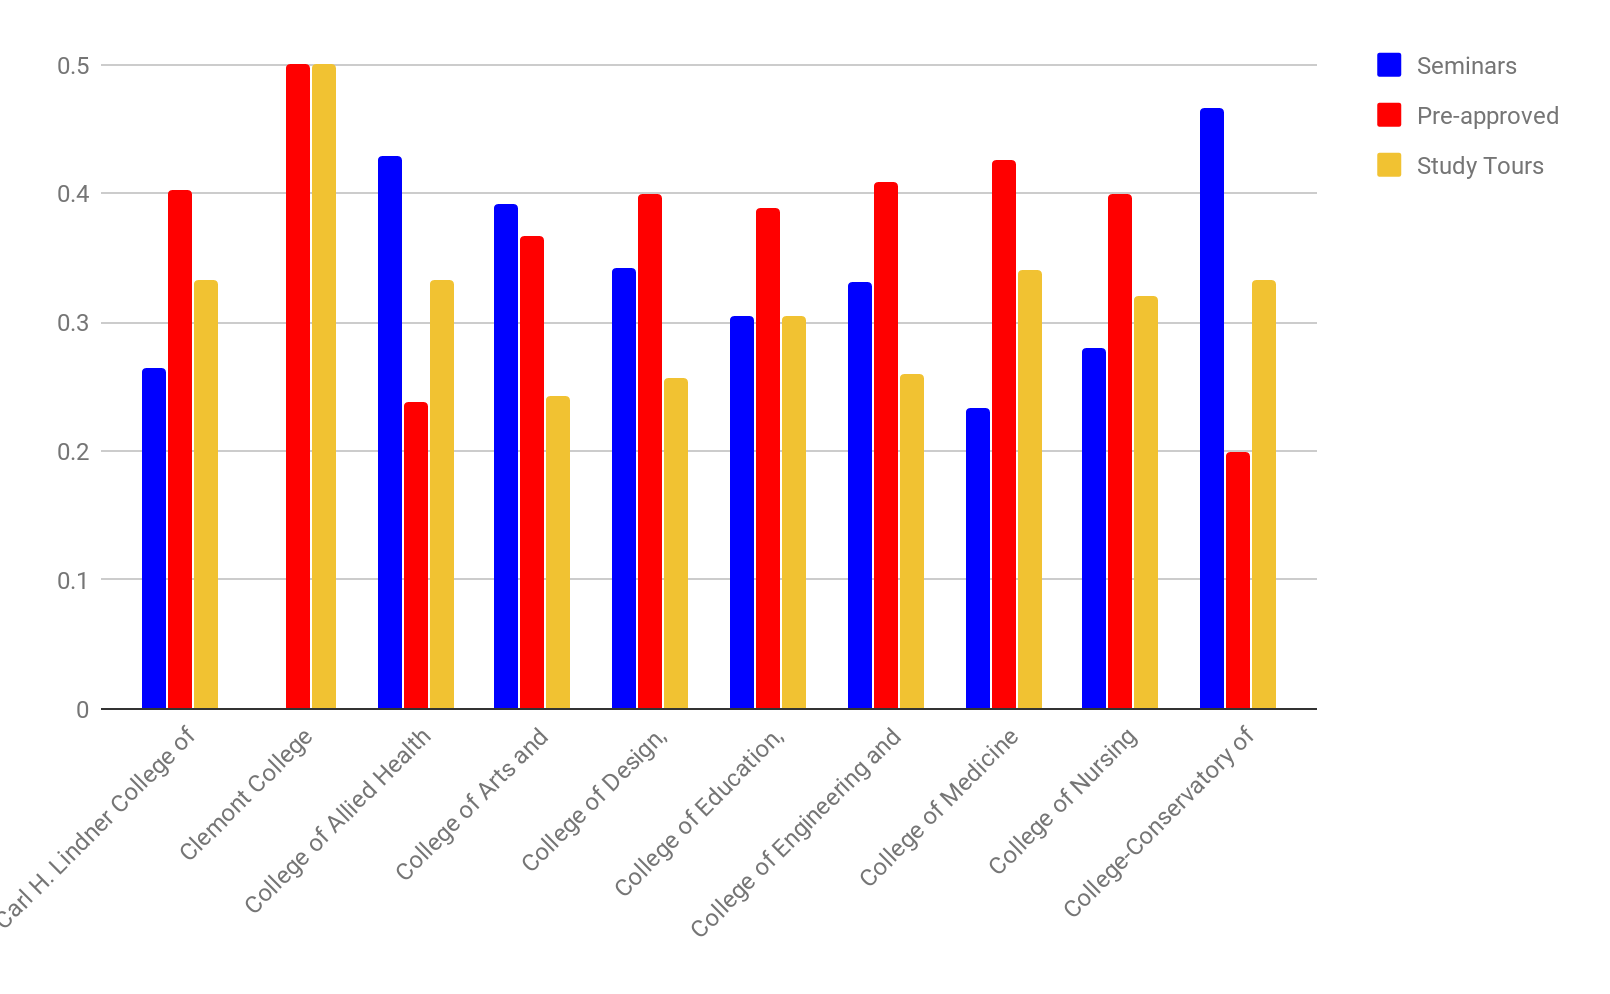 0.5
0.4
0.3
0.2
0.1
0
Seminars
Pre-approved
Study Tours
Carl H. Lindner College of
Clemont College
College of Allied Health
College of Arts and
College of Design,
College of Education,
College of Engineering and
College of Medicine
College of Nursing
College-Conservatory of